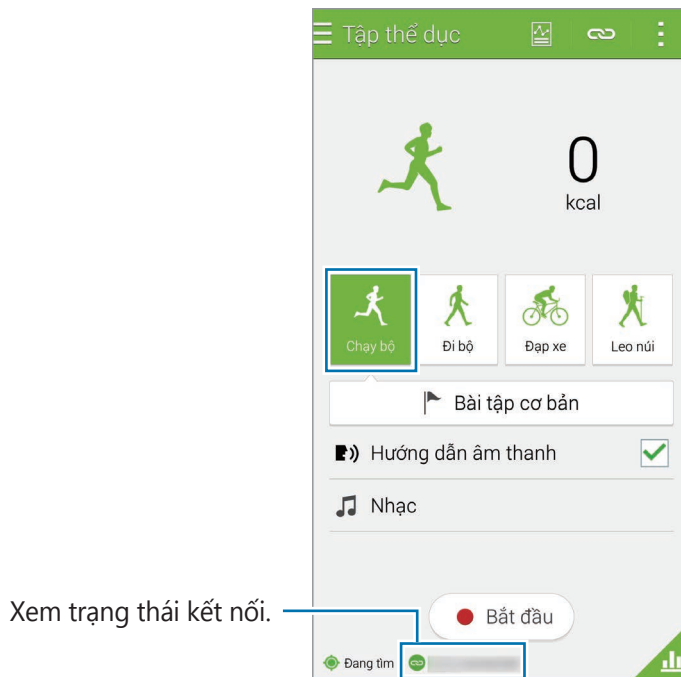 Tập thể dục
0
kcal
Chạy bộ
Đi bộ
Đạp xe
Leo núi
Bài tập cơ bản
Hướng dẫn âm thanh
Nhạc
Xem trạng thái kết nối.
Bắt đầu
Đang tìm